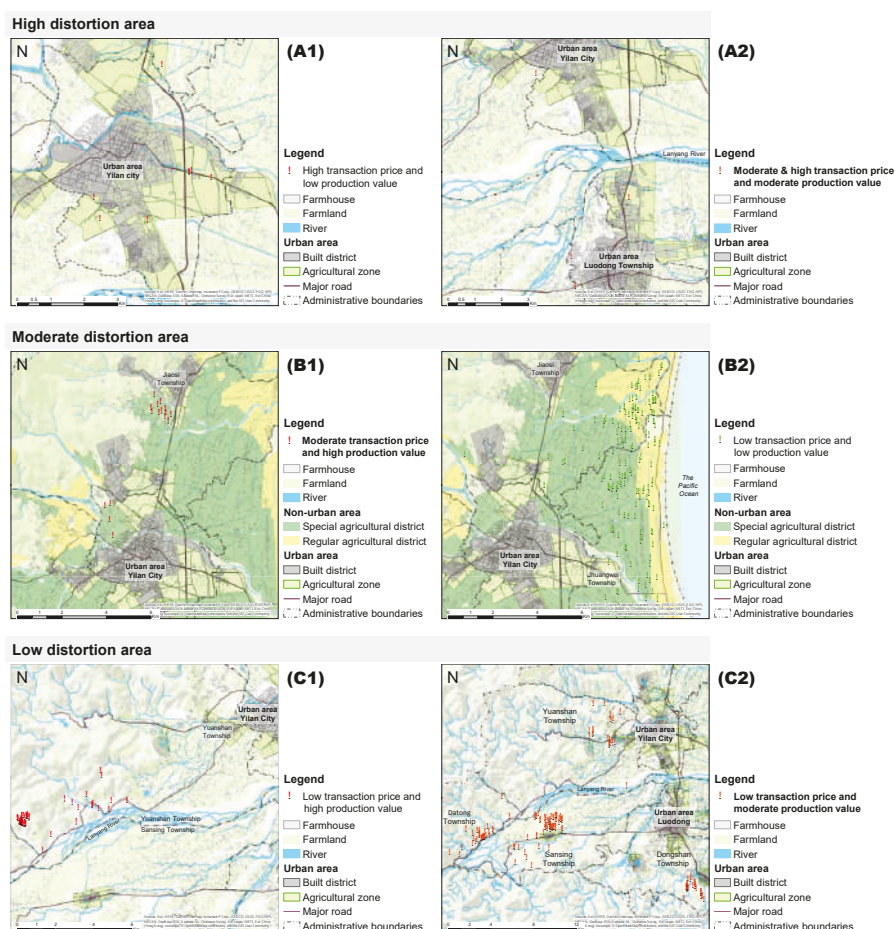 High distortion area
N
Urban area
Yilan city
(A1)
Legend
! High transaction price and
low production value
Farmhouse
Farmland
River
Urban area
Built district
Agricultural zone
Major road
Administrative boundaries
N
Urban area
Yilan City
Lanyang River
Urban area
Luodong Township
(A2)
Legend
! Moderate & high transaction price
and moderate production value
Farmhouse
Farmland
River
Urban area
Built district
Agricultural zone
Major road
Administrative boundaries
Moderate distortion area
N
Jiaosi
Township
Urban area
Yilan City
(B1)
Legend
! Moderate transaction price
and high production value
Farmhouse
Farmland
River
Non-urban area
Special agricultural district
Regular agricultural district
Urban area
Built district
Agricultural zone
Major road
Administrative boundaries
N
Jiaosi
Township
The
Pacific
Ocean
Urban area
Yilan City
Jhuangwei
Township
(B2)
Legend
! Low transaction price and
low production value
Farmhouse
Farmland
River
Non-urban area
Special agricultural district
Regular agricultural district
Urban area
Built district
Agricultural zone
Major road
Administrative boundaries
Low distortion area
N
Urban area
Yilan City
Yuanshan
Township
Lanyang River
Yuanshan Township
Sansing Township
(C1)
Legend
! Low transaction price and
high production value
Farmhouse
Farmland
River
Urban area
Built district
Agricultural zone
Major road
Administrative boundaries
N
Yuanshan
Township
Urban area
Yilan City
Lanyang River
Datong
Township
Urban area
Luodong
Sansing
Township
Dongshan
Township
(C2)
Legend
! Low transaction price and
moderate production value
Farmhouse
Farmland
River
Urban area
Built district
Agricultural zone
Major road
Administrative boundaries